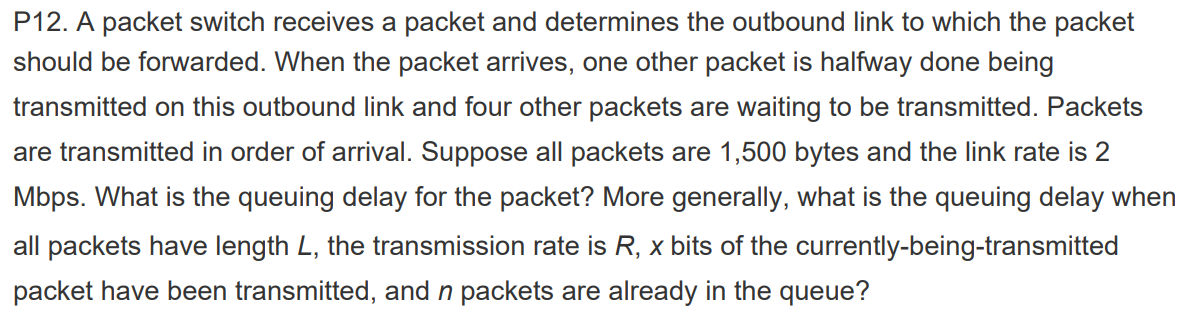 P12. A packet switch receives a packet and determines the outbound link to which the packet
should be forwarded. When the packet arrives, one other packet is halfway done being
transmitted on this outbound link and four other packets are waiting to be transmitted. Packets
are transmitted in order of arrival. Suppose all packets are 1,500 bytes and the link rate is 2
Mbps. What is the queuing delay for the packet? More generally, what is the queuing delay when
all packets have length L, the transmission rate is R, x bits of the currently-being-transmitted
packet have been transmitted, and n packets are already in the queue?